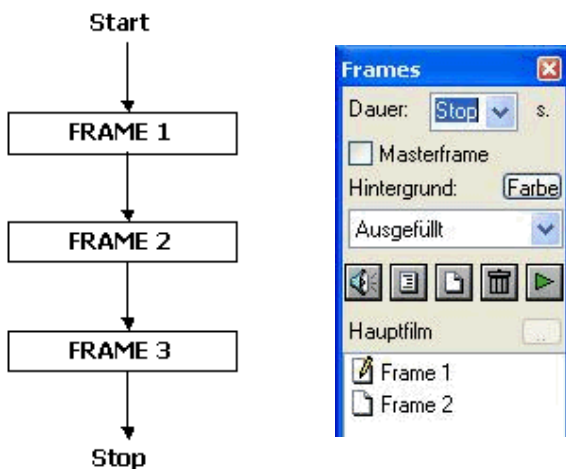 Start
FRAME 1
FRAME 2
FRAME 3
Stop
Frames
Dauer: Stop s.
Masterframe
Hintergrund: Farbe
Ausgefüllt
Hauptfilm ...
Frame 1
Frame 2